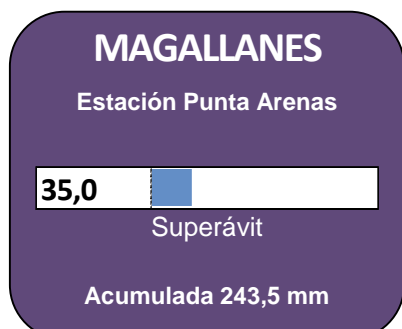 MAGALLANES
Estación Punta Arenas
35,0
Superávit
Acumulada 243,5 mm